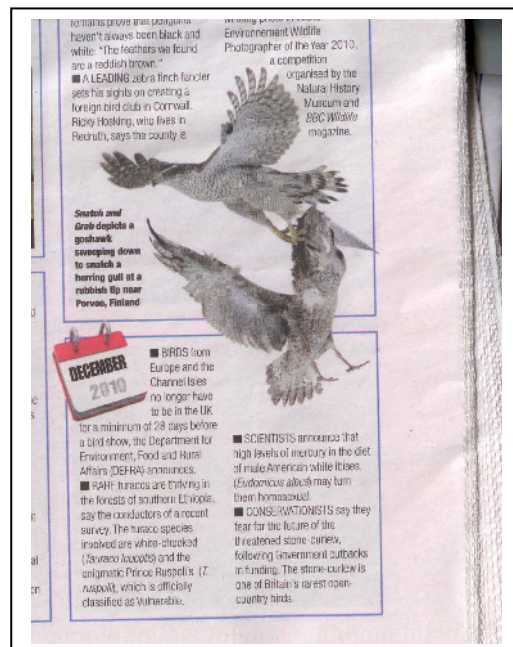 remains prove that penguins
haven't always been black and
white. "The feathers we found
are a reddish brown."
■ A LEADING zebra finch fancier
sets his sights on creating a
foreign bird club in Cornwall.
Ricky Hosking, who lives in
Redruth, says the county is
winning photo in
Environnement Wildlife
Photographer of the Year 2010,
a competition
organised by the
Natural History
Museum and
BBC Wildlife
magazine.
Snatch and
Grab depicts a
goshawk
sweeping down
to snatch a
herring gull at a
rubbish tip near
Porvoo, Finland
DECEMBER
2010
■ BIRDS from
Europe and the
Channel Isles
no longer have
to be in the UK
for a minimum of 28 days before
a bird show, the Department for
Environment, Food and Rural
Affairs (DEFRA) announces.
■ RARE turacos are thriving in
the forests of southern Ethiopia,
say the conductors of a recent
survey. The turaco species
involved are white-cheeked
(Tauraco leucotis) and the
enigmatic Prince Ruspoli's (T.
ruspolii), which is officially
classified as Vulnerable.
■ SCIENTISTS announce that
high levels of mercury in the diet
of male American white ibises
(Eudomicus albus) may turn
them homosexual.
■ CONSERVATIONISTS say they
fear for the future of the
threatened stone-curlew,
following Government cutbacks
in funding. The stone-curlew is
one of Britain's rarest open-
country birds.